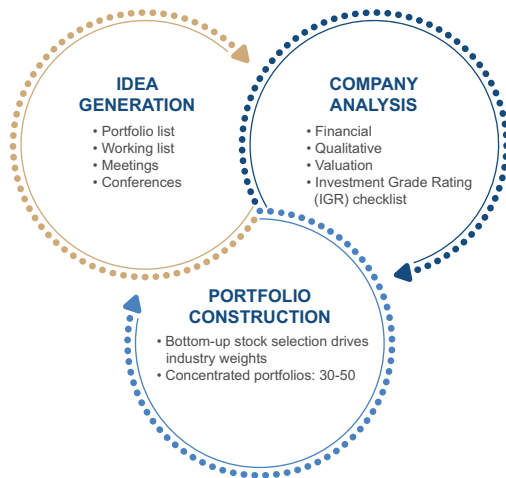 IDEA
GENERATION
• Portfolio list
• Working list
• Meetings
• Conferences
COMPANY
ANALYSIS
• Financial
• Qualitative
• Valuation
• Investment Grade Rating
(IGR) checklist
PORTFOLIO
CONSTRUCTION
• Bottom-up stock selection drives
industry weights
• Concentrated portfolios: 30-50